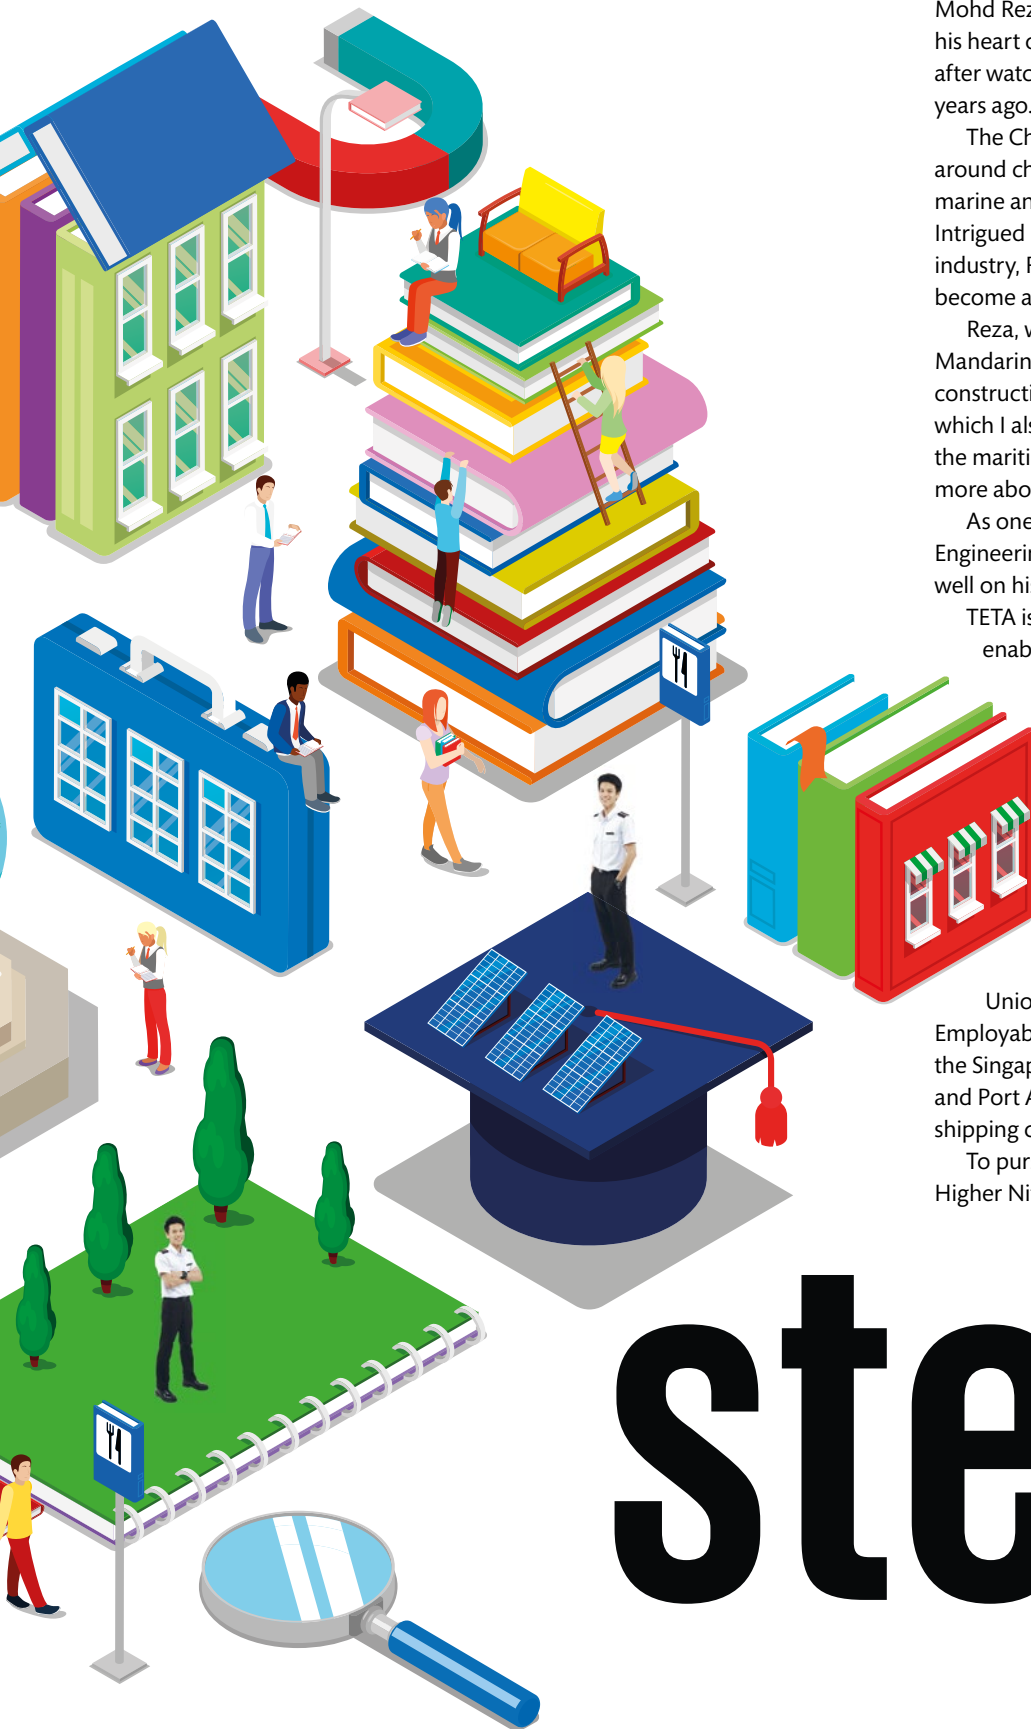 Mohd Rez
his heart
after watc
years ago.
The Ch
around ch
marine an
Intrigued
industry,
become a
Reza,
Mandarin
constructi
which I als
the mariti
more abo
As one
Engineerin
well on his
TETA is
enab
Unio
Employab
the Singap
and Port A
shipping
To pur
Higher Ni
ste